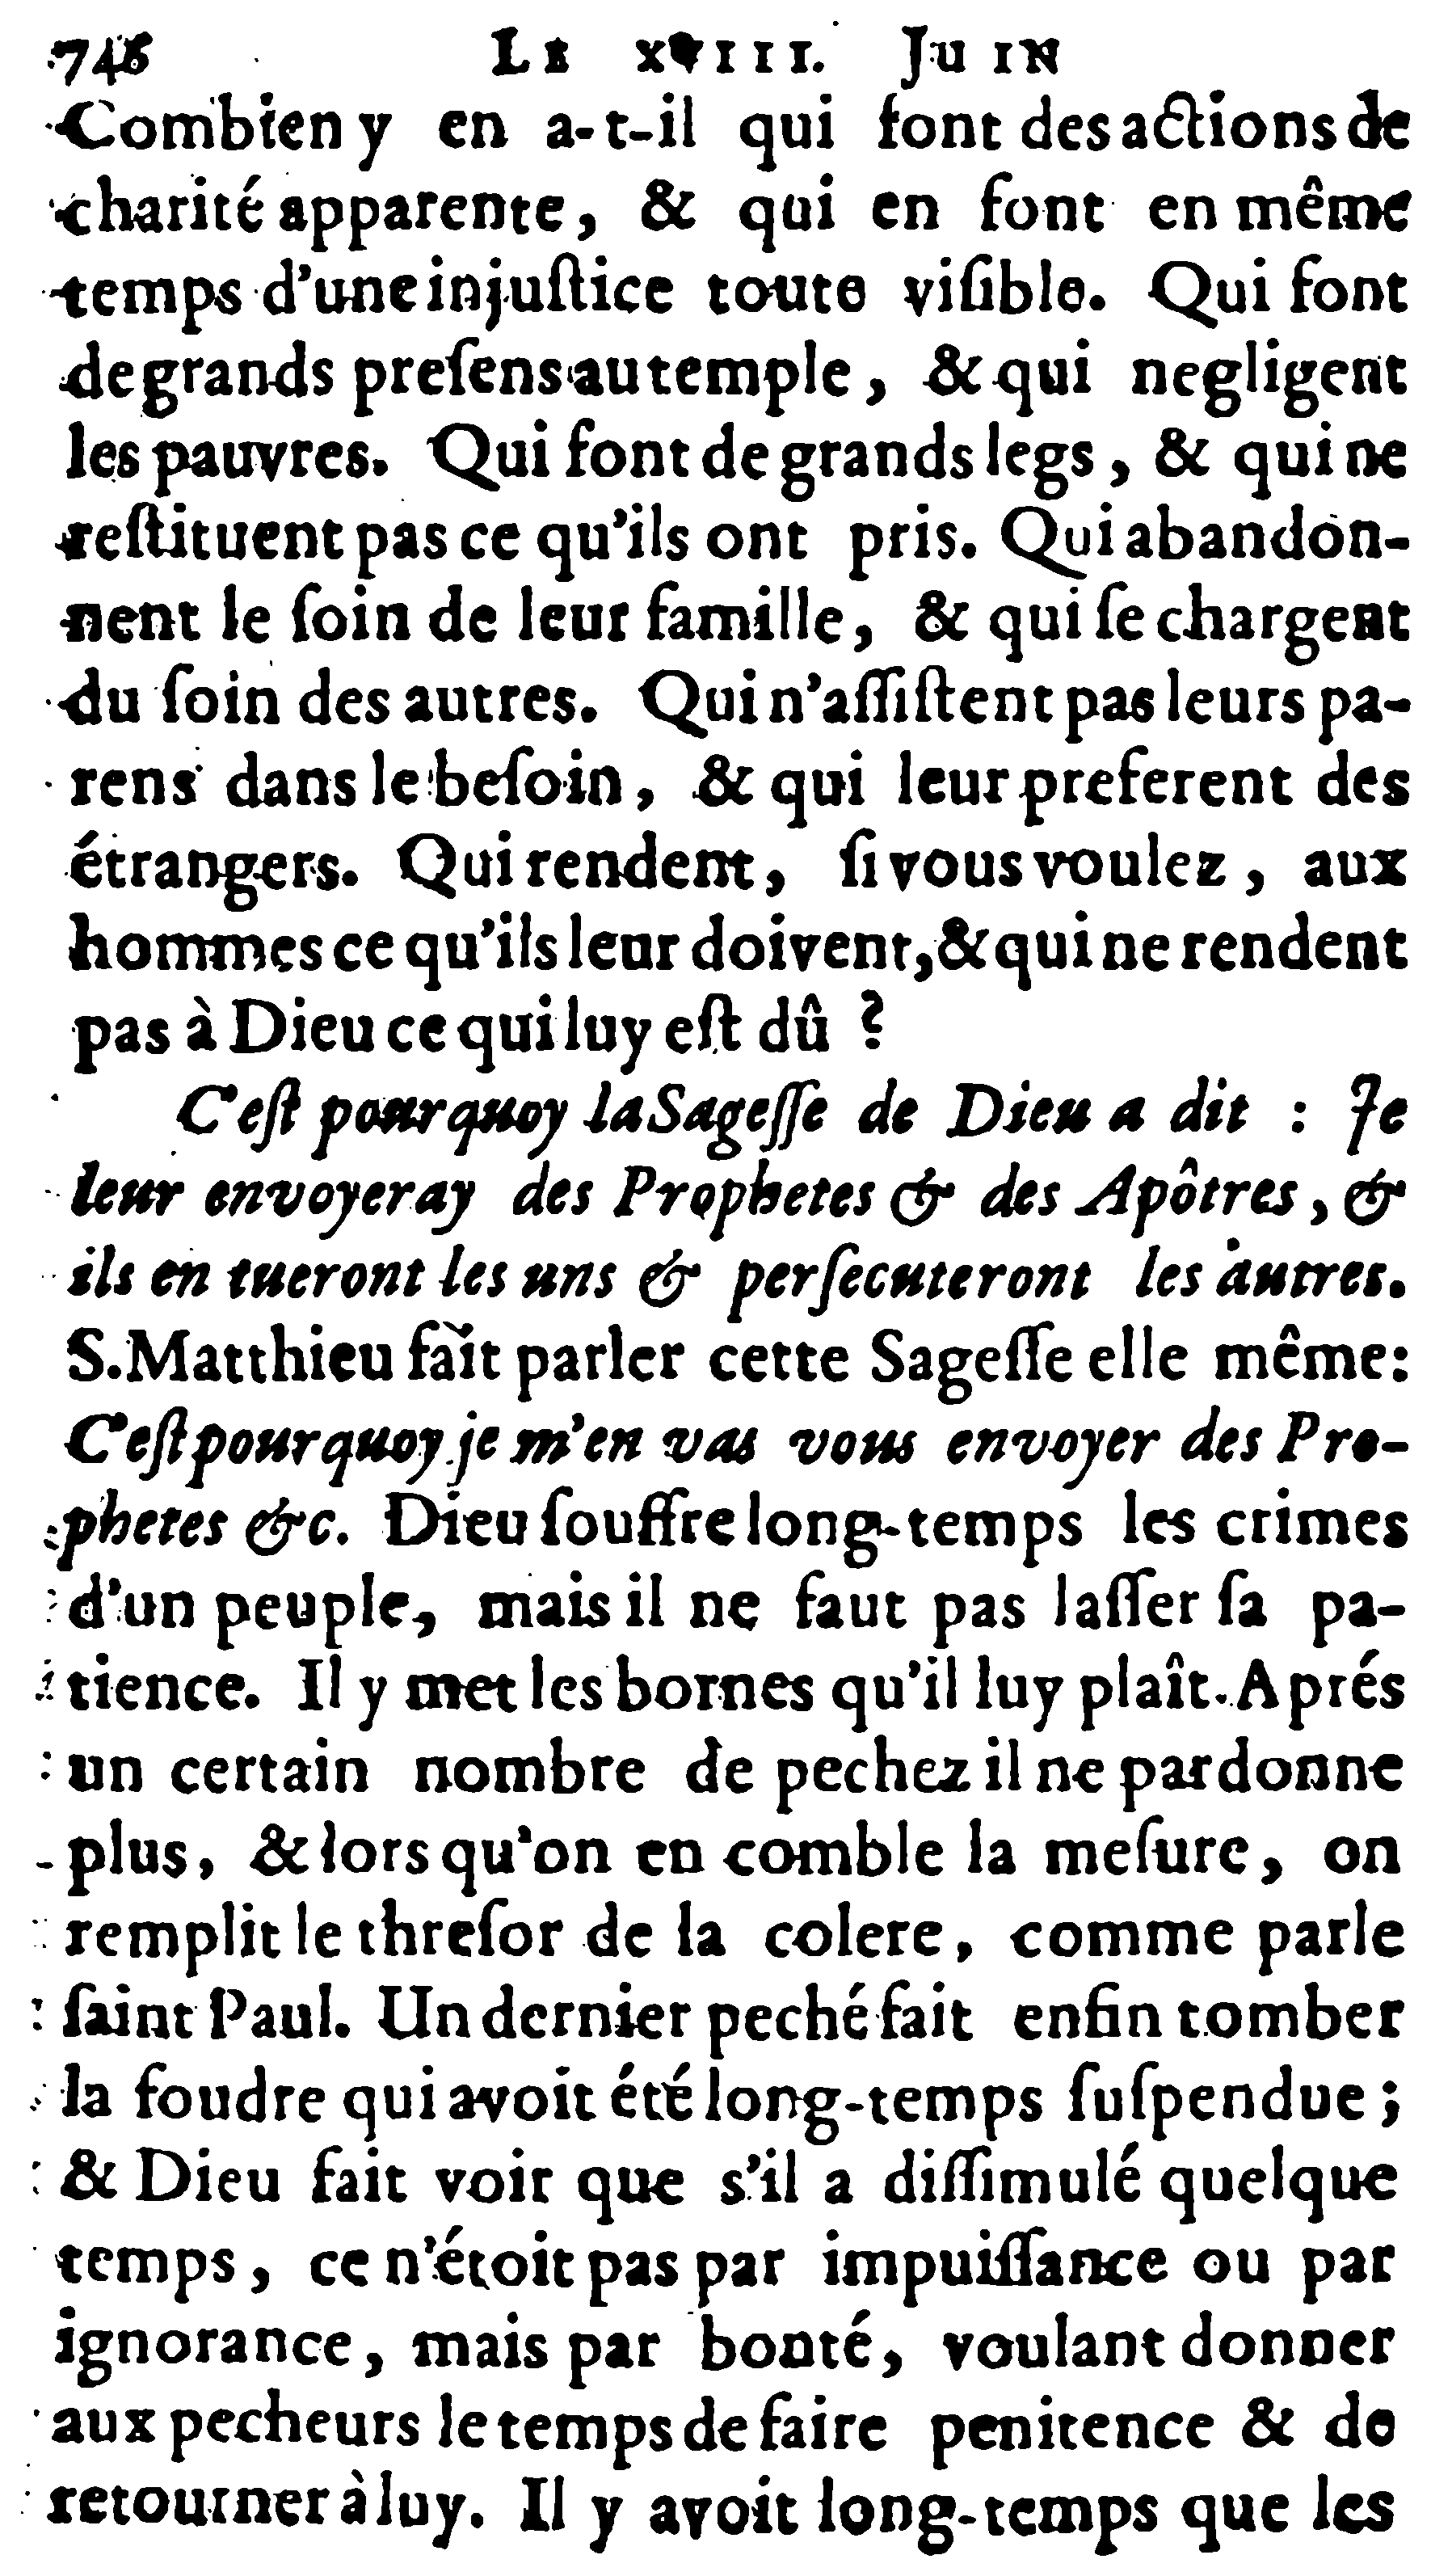 746 LE XVIII. JUIN
Combien y en a-t-il qui font des actions de
charité apparente, & qui en font en même
temps d'une injuſtice toute viſible. Qui font
de grands preſens au temple, & qui negligent
les pauvres. Qui font de grands legs, & qui ne
reſtituent pas ce qu'ils ont pris. Qui abandon-
nent le ſoin de leur famille, & qui ſe chargent
du ſoin des autres. Qui n'aſſiſtent pas leurs pa-
rens dans le beſoin, & qui leur preferent des
étrangers. Qui rendent, ſi vous voulez, aux
hommes ce qu'ils leur doivent, & qui ne rendent
pas à Dieu ce qui luy eſt dû ?
C'eſt pourquoy la Sageſſe de Dieu a dit : Je
leur envoyeray des Prophetes & des Apôtres, &
ils en tueront les uns & perſecuteront les autres.
S. Matthieu fait parler cette Sageſſe elle même:
C'eſt pourquoy je m'en vas vous envoyer des Pro-
phetes &c. Dieu ſouffre long-temps les crimes
d'un peuple, mais il ne faut pas laſſer ſa pa-
tience. Il y met les bornes qu'il luy plaît. Aprés
un certain nombre de pechez il ne pardonne
plus, & lors qu'on en comble la meſure, on
remplit le threſor de la colere, comme parle
ſaint Paul. Un dernier peché fait enfin tomber
la foudre qui avoit été long-temps ſuſpendue ;
& Dieu fait voir que s'il a diſſimulé quelque
temps, ce n'étoit pas par impuiſſance ou par
ignorance, mais par bonté, voulant donner
aux pecheurs le temps de faire penitence & de
retourner à luy. Il y avoit long-temps que les